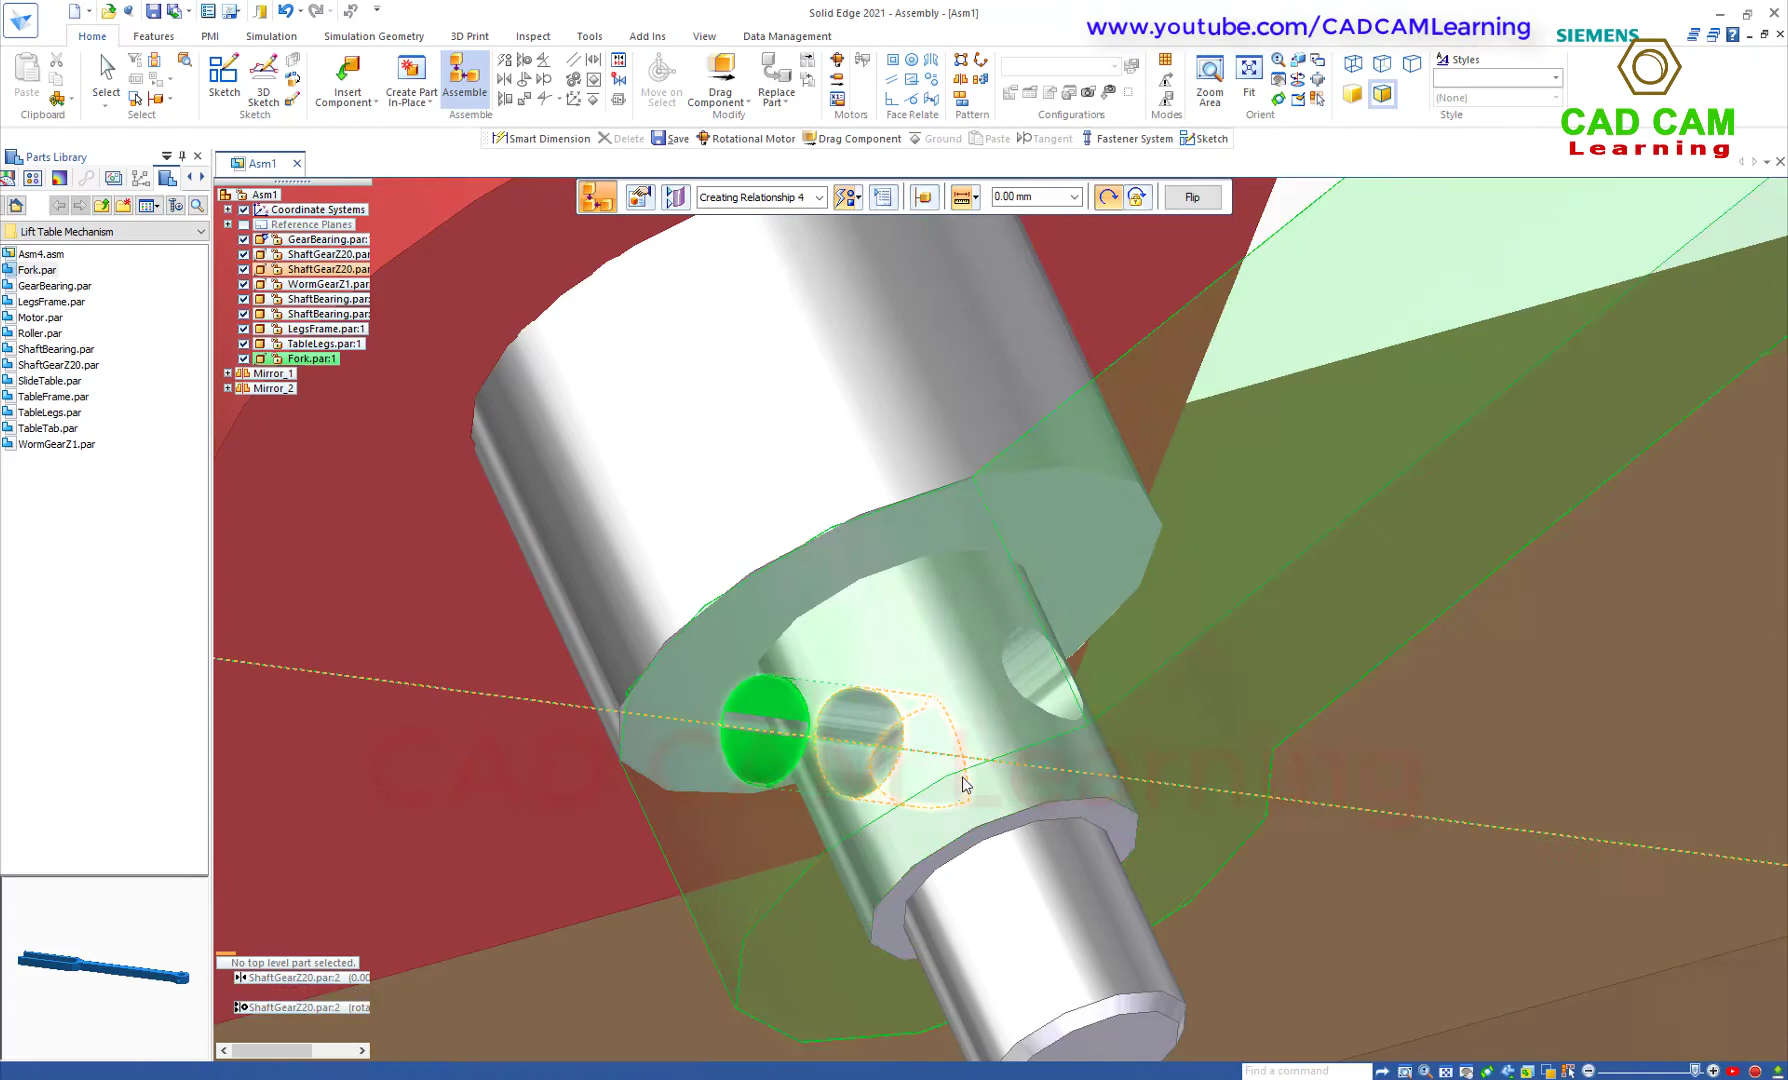 Solid Edge 2021 - Assembly - [Asm1]
www.youtube.com/CADCAMLearning
SIEMENS
Home
Features
PMI
Simulation
Simulation Geometry
3D Print
Inspect
Tools
Add Ins
View
Data Management
Paste
Clipboard
Select
Select
Sketch
3D Sketch
Sketch
Insert Component
Create Part In-Place
Assemble
Assemble
Move on Select
Drag Component
Replace Part
Modify
Motors
Face Relate
Pattern
Configurations
Modes
Zoom Area
Fit
Orient
Styles
(None)
Style
CAD CAM
Learning
Smart Dimension
Delete
Save
Rotational Motor
Drag Component
Ground
Paste
Tangent
Fastener System
Sketch
Parts Library
Asm1
Lift Table Mechanism
Asm4.asm
Fork.par
GearBearing.par
LegsFrame.par
Motor.par
Roller.par
ShaftBearing.par
ShaftGearZ20.par
SlideTable.par
TableFrame.par
TableLegs.par
TableTab.par
WormGearZ1.par
Asm1
Coordinate Systems
Reference Planes
GearBearing.par:
ShaftGearZ20.par
ShaftGearZ20.par
WormGearZ1.par
ShaftBearing.par:
ShaftBearing.par:
LegsFrame.par:1
TableLegs.par:1
Fork.par:1
Mirror_1
Mirror_2
Creating Relationship 4
0.00 mm
Flip
CAD CAM Learning
No top level part selected.
ShaftGearZ20.par:2 (0.00
ShaftGearZ20.par:2 (rota
Find a command